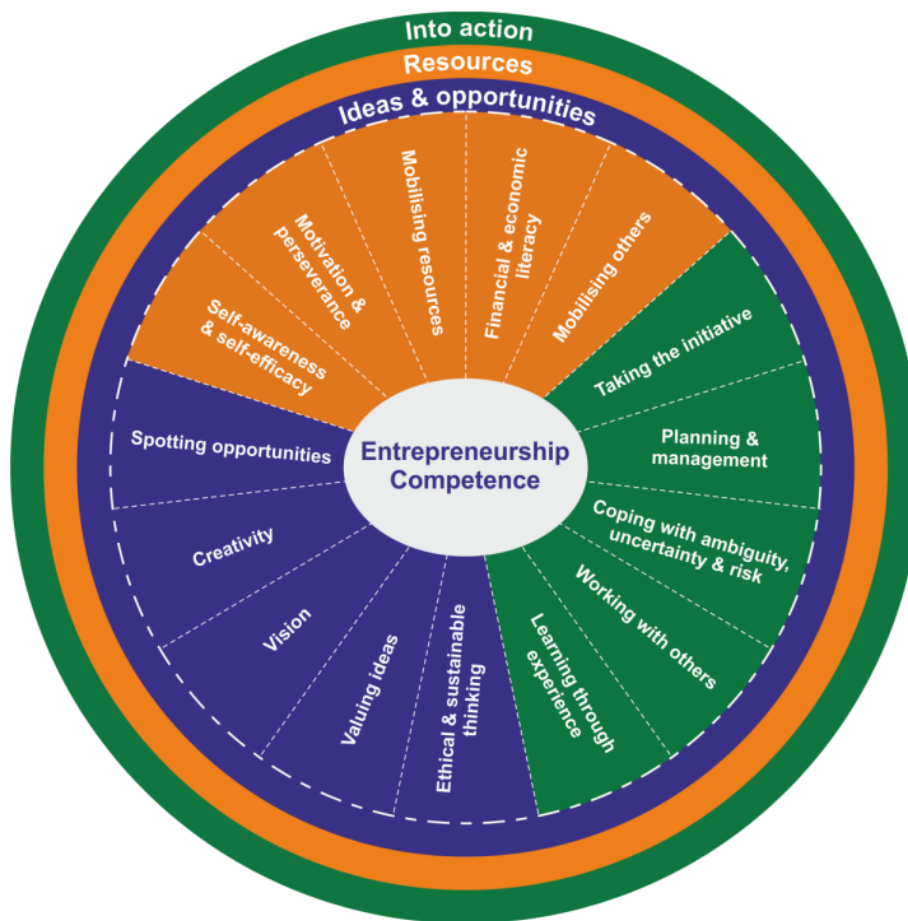 Into action
Resources
Ideas & opportunities
Self-awareness
& self-efficacy
Motivation &
perseverance
Mobilising resources
Financial & economic
literacy
Mobilising others
Taking the initiative
Planning &
management
Coping with ambiguity,
uncertainty & risk
Working with others
Learning through
experience
Ethical & sustainable
thinking
Valuing ideas
Vision
Creativity
Spotting opportunities
Entrepreneurship
Competence